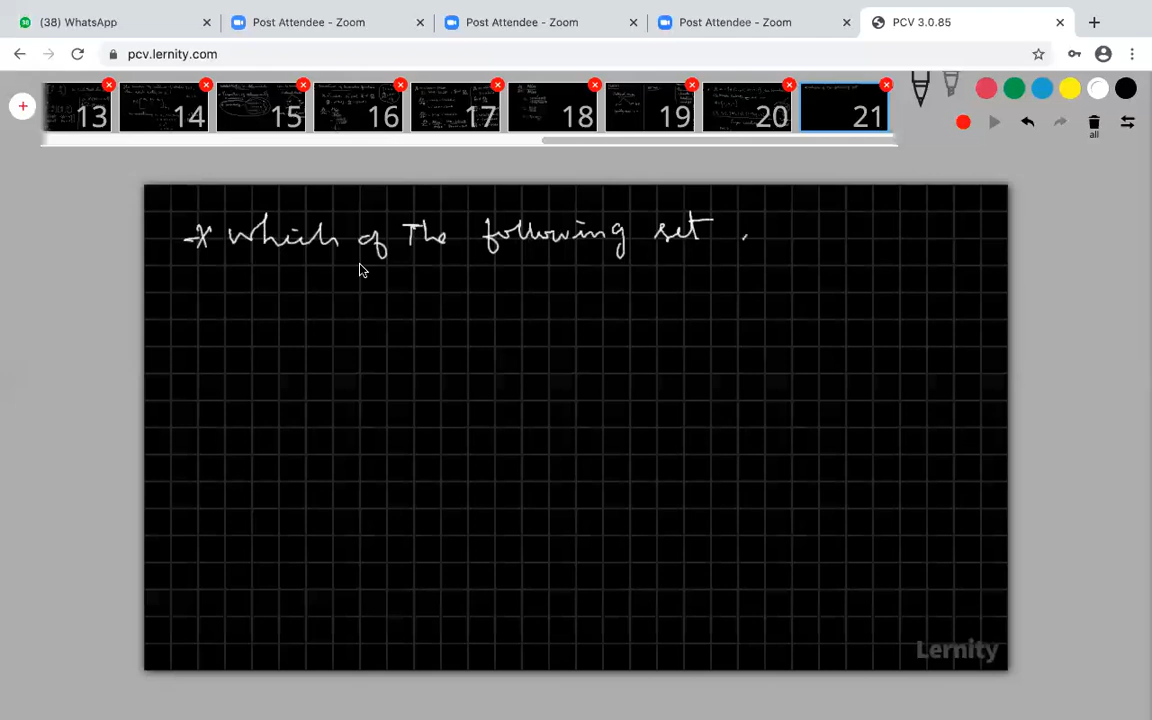 (38) WhatsApp
Post Attendee - Zoom
Post Attendee - Zoom
Post Attendee - Zoom
PCV 3.0.85
pcv.lernity.com
13
14
15
16
17
18
19
20
21
all
* Which of The following set
Lernity